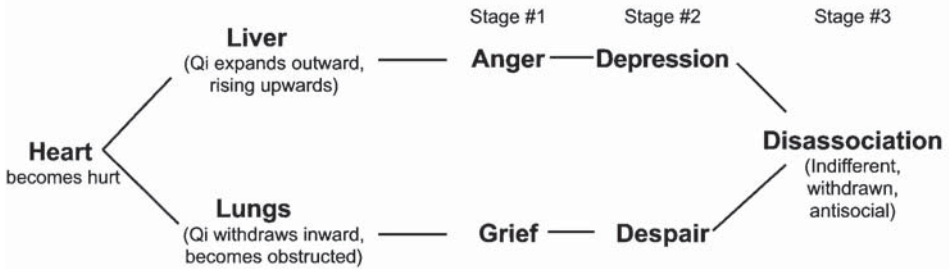 Stage #1 Stage #2 Stage #3
Liver
(Qi expands outward,
rising upwards)
Anger Depression
Heart
becomes hurt
Disassociation
(Indifferent,
withdrawn,
antisocial)
Lungs
(Qi withdraws inward,
becomes obstructed)
Grief Despair